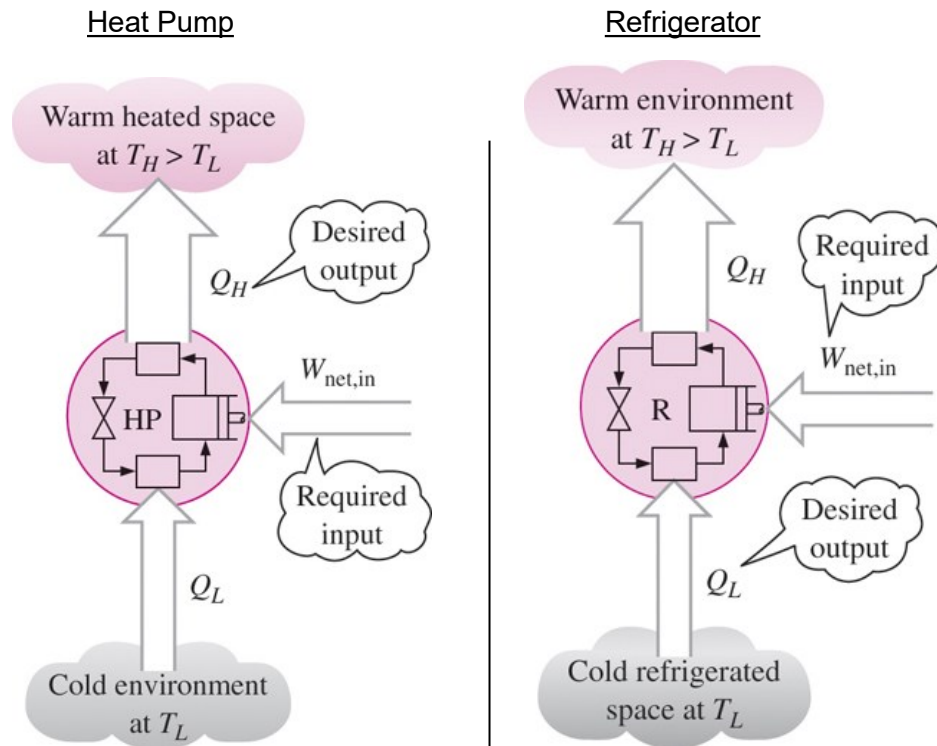 Heat Pump
Warm heated space
at T_H > T_L
Desired
output
Q_H
W_net,in
HP
Required
input
Q_L
Cold environment
at T_L
Refrigerator
Warm environment
at T_H > T_L
Required
input
Q_H
W_net,in
R
Desired
output
Q_L
Cold refrigerated
space at T_L